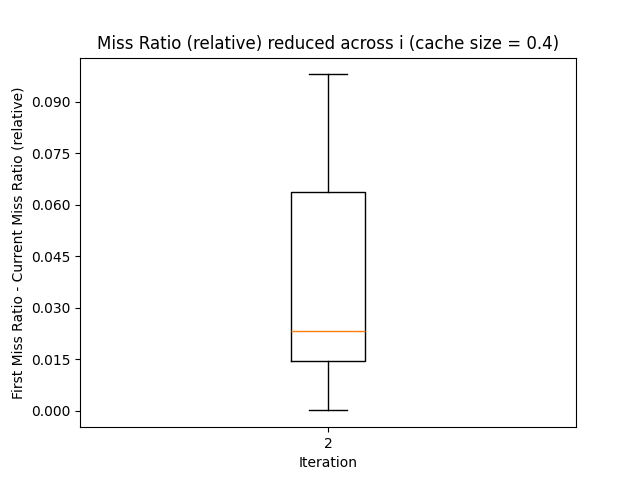 Miss Ratio (relative) reduced across i (cache size = 0.4)
First Miss Ratio - Current Miss Ratio (relative)
0.090
0.075
0.060
0.045
0.030
0.015
0.000
2
Iteration